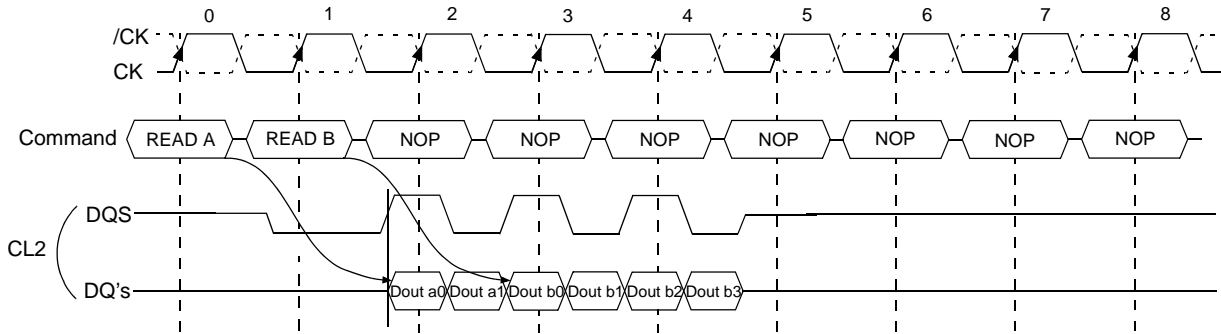 0 1 2 3 4 5 6 7 8
/CK
CK
Command READ A READ B NOP NOP NOP NOP NOP NOP NOP
DQS
CL2
DQ's Dout a0 Dout a1 Dout b0 Dout b1 Dout b2 Dout b3